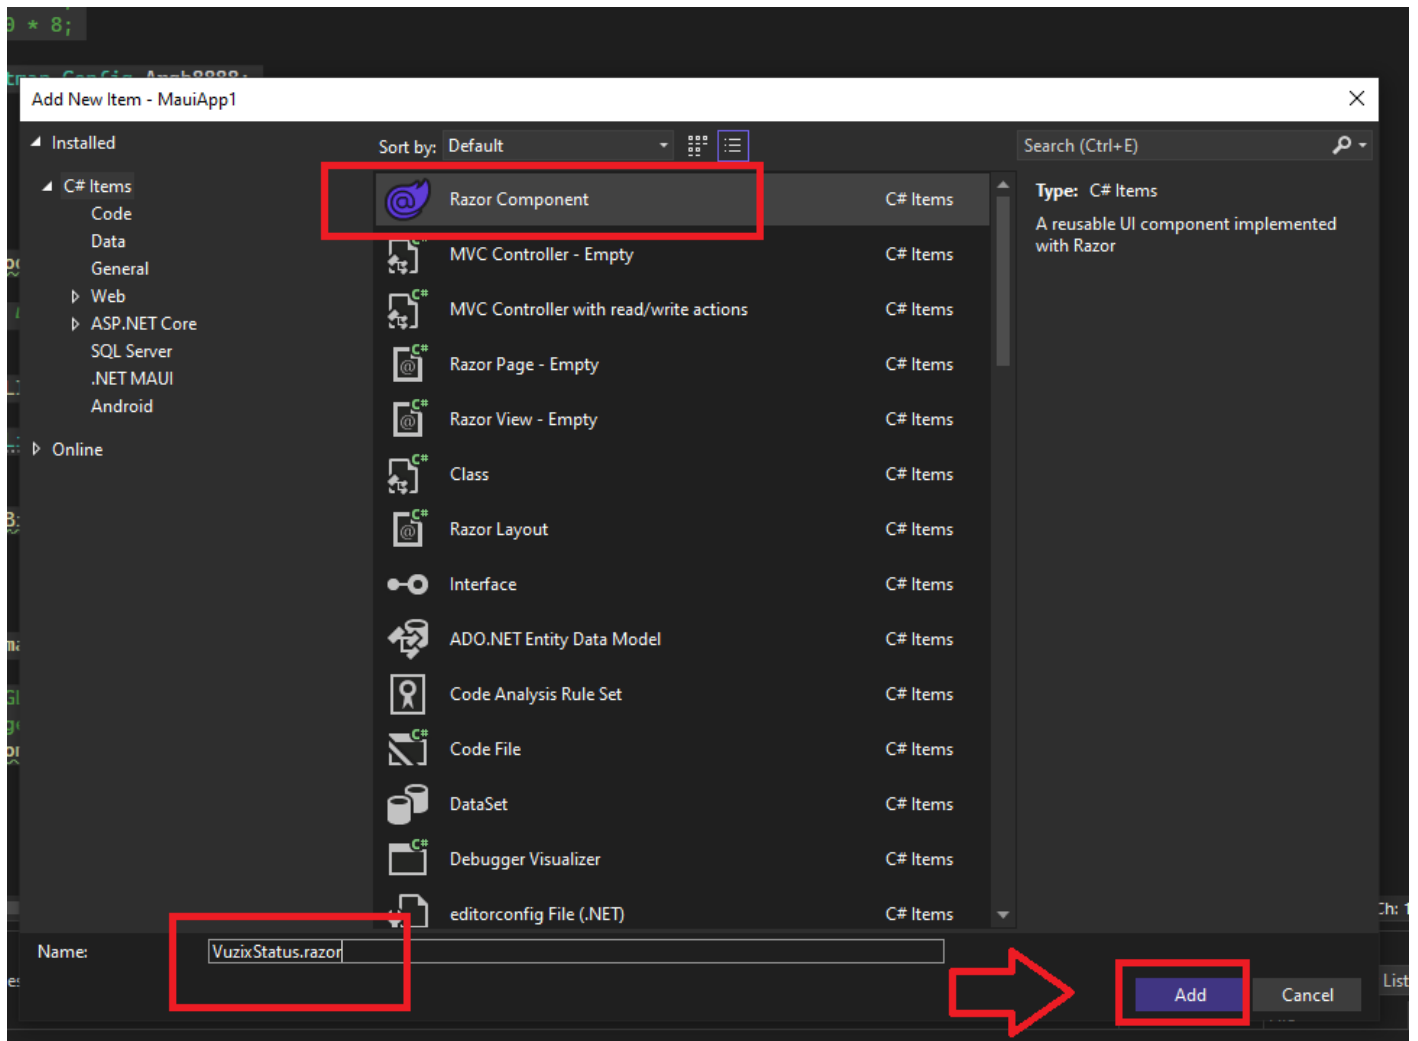 * 8;
Add New Item - MauiApp1
Installed
Sort by: Default
Search (Ctrl+E)
C# Items
Code
Data
General
Web
ASP.NET Core
SQL Server
.NET MAUI
Android
Online
Razor Component C# Items
MVC Controller - Empty C# Items
MVC Controller with read/write actions C# Items
Razor Page - Empty C# Items
Razor View - Empty C# Items
Class C# Items
Razor Layout C# Items
Interface C# Items
ADO.NET Entity Data Model C# Items
Code Analysis Rule Set C# Items
Code File C# Items
DataSet C# Items
Debugger Visualizer C# Items
editorconfig File (.NET) C# Items
Type: C# Items
A reusable UI component implemented
with Razor
Ch: 1
Name: VuzixStatus.razor
Add Cancel
List